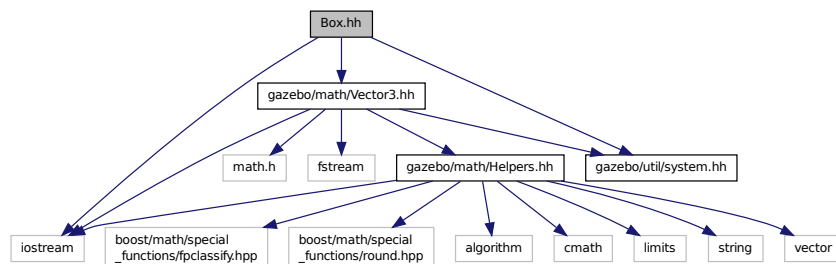 Box.hh
gazebo/math/Vector3.hh
math.h
fstream
gazebo/math/Helpers.hh
gazebo/util/system.hh
iostream
boost/math/special
_functions/fpclassify.hpp
boost/math/special
_functions/round.hpp
algorithm
cmath
limits
string
vector